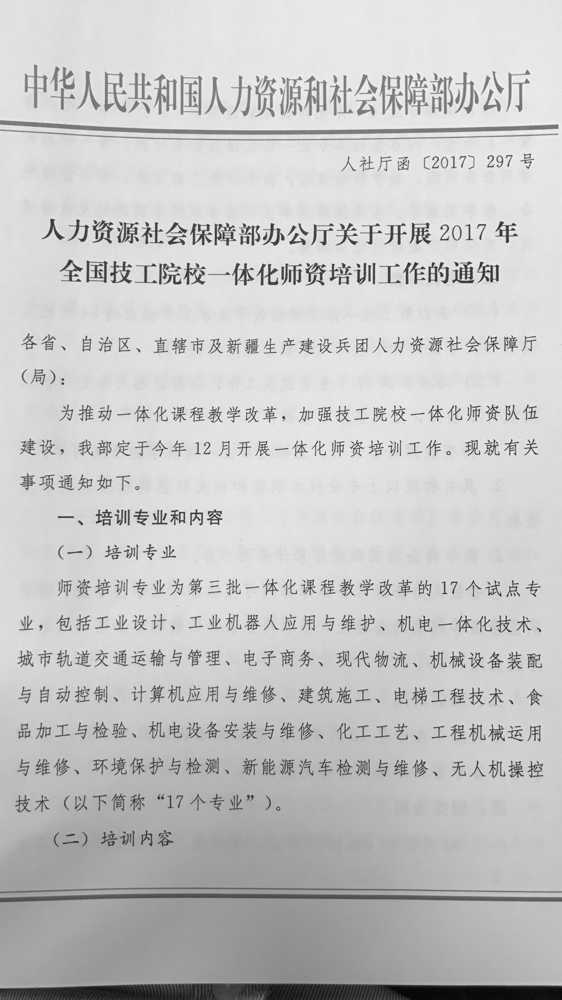 中华人民共和国人力资源和社会保障部办公厅
人社厅函〔2017〕297号
人力资源社会保障部办公厅关于开展2017年
全国技工院校一体化师资培训工作的通知
各省、自治区、直辖市及新疆生产建设兵团人力资源社会保障厅
（局）：
为推动一体化课程教学改革，加强技工院校一体化师资队伍
建设，我部定于今年12月开展一体化师资培训工作。现就有关
事项通知如下。
一、培训专业和内容
（一）培训专业
师资培训专业为第三批一体化课程教学改革的17个试点专
业，包括工业设计、工业机器人应用与维护、机电一体化技术、
城市轨道交通运输与管理、电子商务、现代物流、机械设备装配
与自动控制、计算机应用与维修、建筑施工、电梯工程技术、食
品加工与检验、机电设备安装与维修、化工工艺、工程机械运用
与维修、环境保护与检测、新能源汽车检测与维修、无人机操控
技术（以下简称“17个专业”）。
（二）培训内容